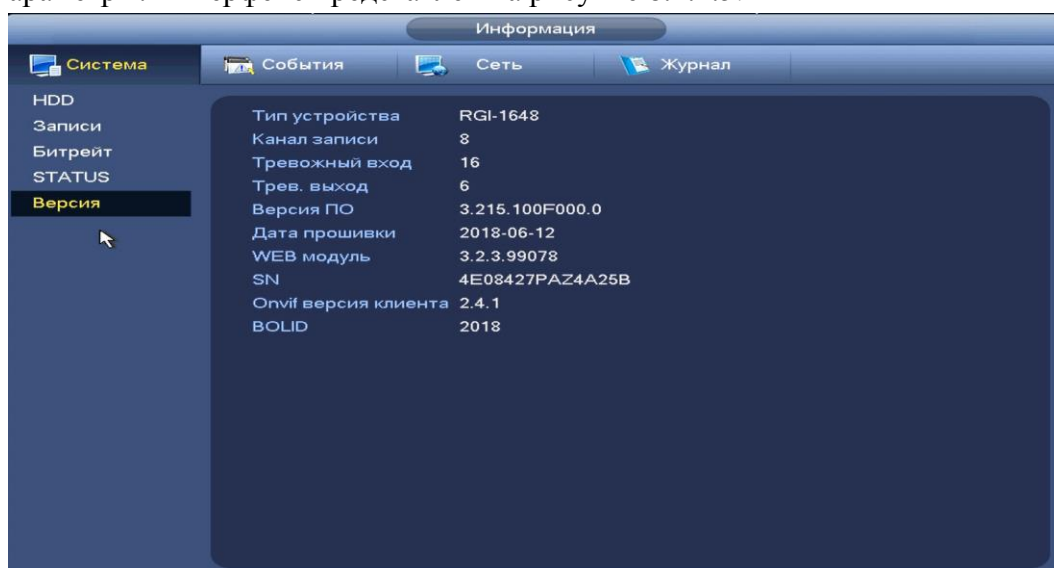 Информация
Система События Сеть Журнал
HDD
Записи
Битрейт
STATUS
Версия
Тип устройства RGI-1648
Канал записи 8
Тревожный вход 16
Трев. выход 6
Версия ПО 3.215.100F000.0
Дата прошивки 2018-06-12
WEB модуль 3.2.3.99078
SN 4E08427PAZ4A25B
Onvif версия клиента 2.4.1
BOLID 2018